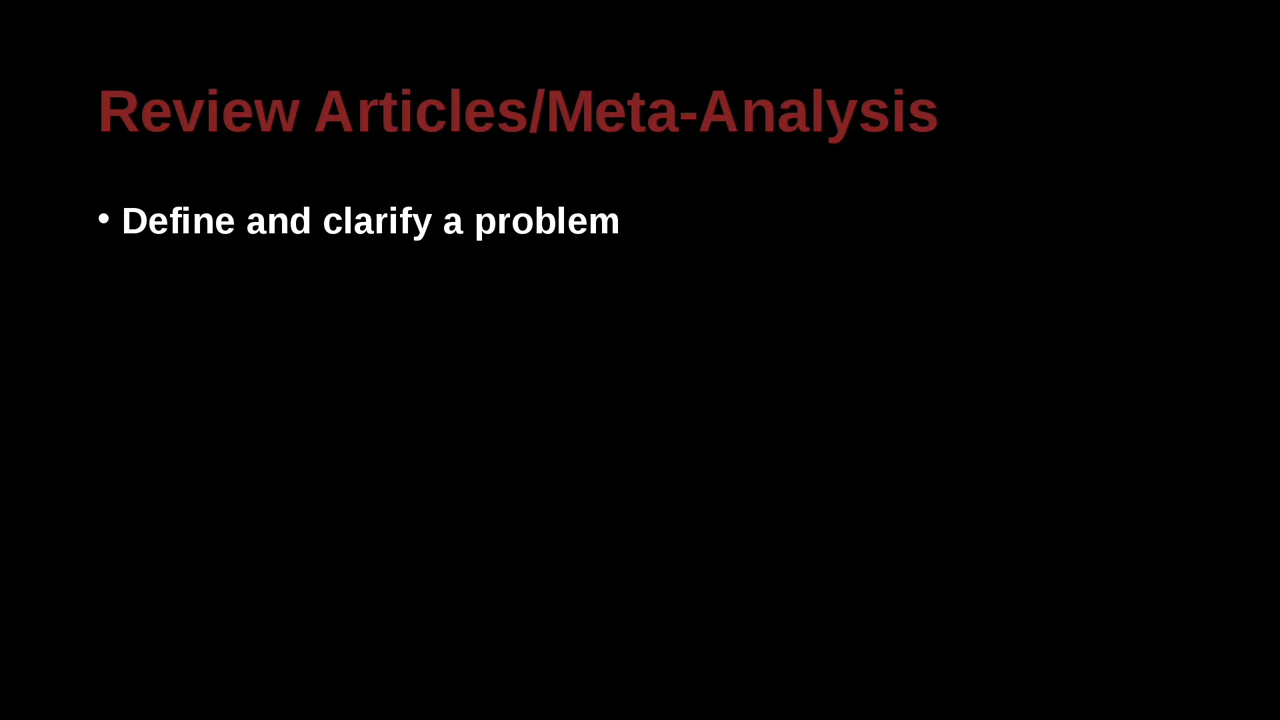 Review Articles/Meta-Analysis
• Define and clarify a problem